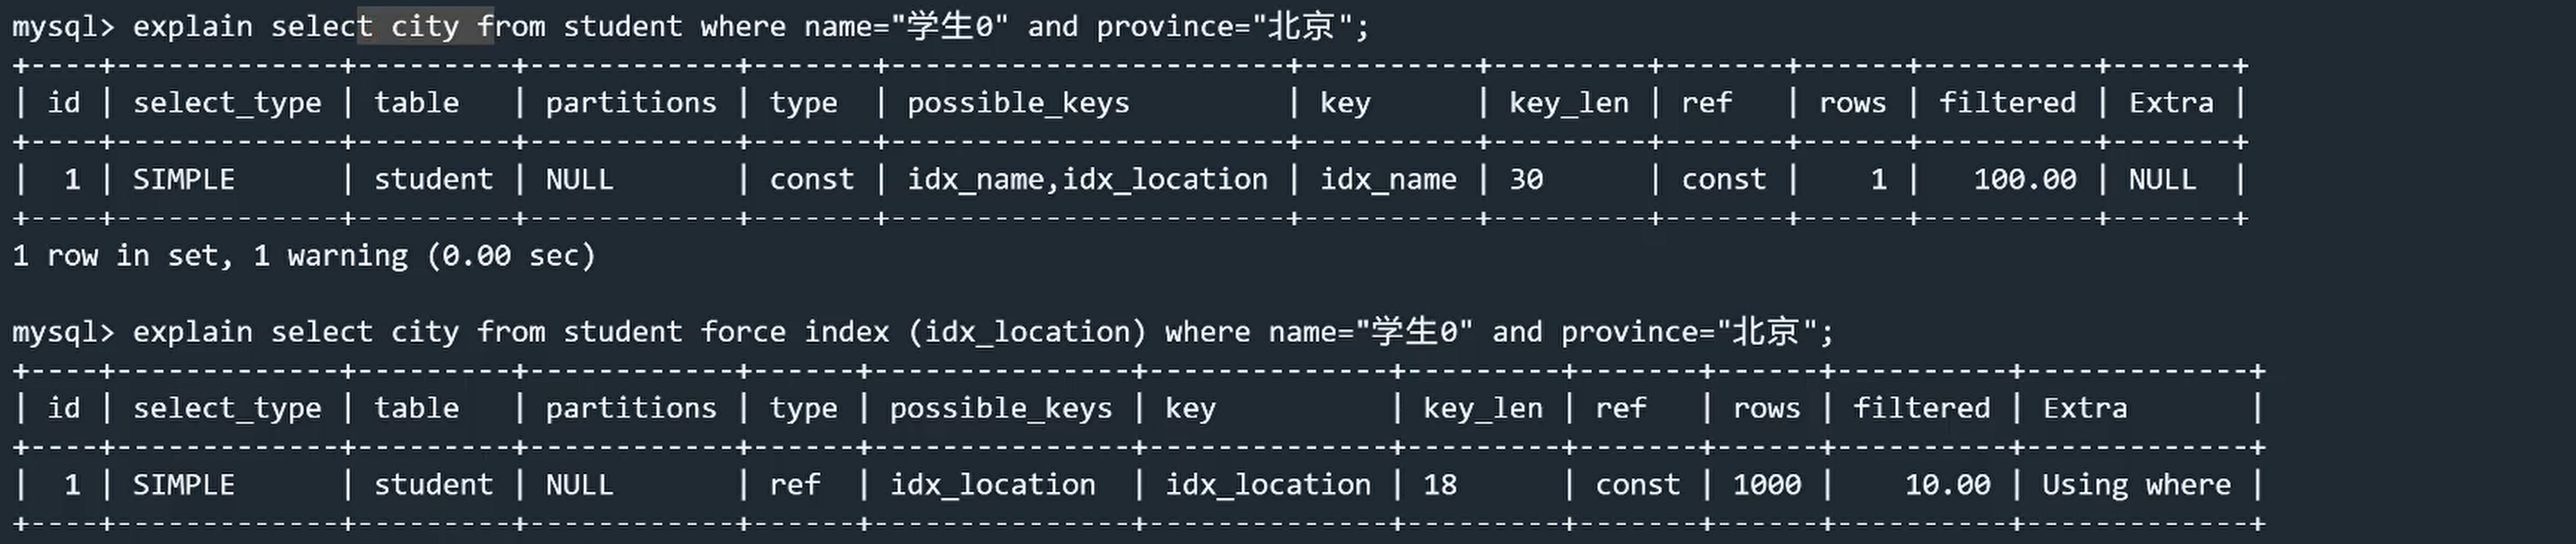 mysql> explain select city from student where name="学生0" and province="北京";
+----+-------------+---------+------------+-------+-----------------------+----------+---------+-------+------+----------+-------+
| id | select_type | table   | partitions | type  | possible_keys         | key      | key_len | ref   | rows | filtered | Extra |
+----+-------------+---------+------------+-------+-----------------------+----------+---------+-------+------+----------+-------+
|  1 | SIMPLE      | student | NULL       | const | idx_name,idx_location | idx_name | 30      | const |    1 |   100.00 | NULL  |
+----+-------------+---------+------------+-------+-----------------------+----------+---------+-------+------+----------+-------+
1 row in set, 1 warning (0.00 sec)
mysql> explain select city from student force index (idx_location) where name="学生0" and province="北京";
+----+-------------+---------+------------+------+---------------+--------------+---------+-------+------+----------+-------------+
| id | select_type | table   | partitions | type | possible_keys | key          | key_len | ref   | rows | filtered | Extra       |
+----+-------------+---------+------------+------+---------------+--------------+---------+-------+------+----------+-------------+
|  1 | SIMPLE      | student | NULL       | ref  | idx_location  | idx_location | 18      | const | 1000 |    10.00 | Using where |
+----+-------------+---------+------------+------+---------------+--------------+---------+-------+------+----------+-------------+